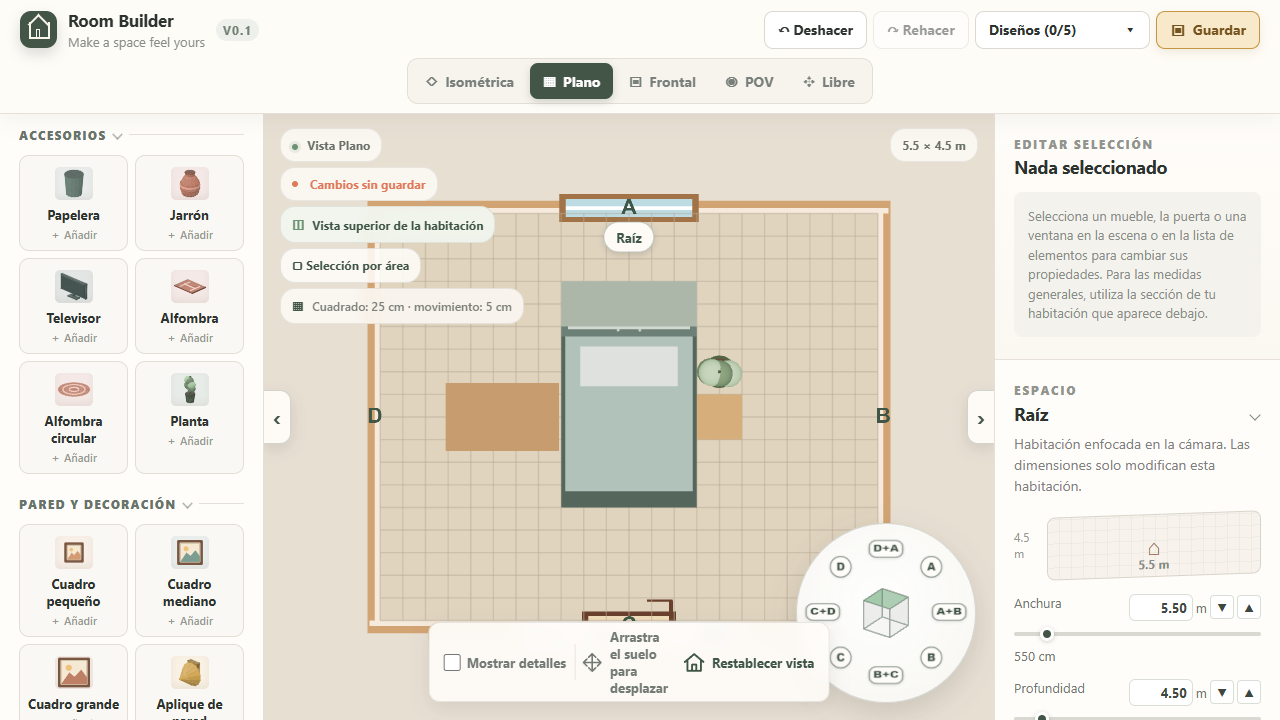 Room Builder
Make a space feel yours
V0.1
Deshacer
Rehacer
Diseños (0/5)
Guardar
Isométrica
Plano
Frontal
POV
Libre
ACCESORIOS
Papelera
+ Añadir
Jarrón
+ Añadir
Televisor
+ Añadir
Alfombra
+ Añadir
Alfombra
circular
+ Añadir
Planta
+ Añadir
PARED Y DECORACIÓN
Cuadro
pequeño
+ Añadir
Cuadro
mediano
+ Añadir
Cuadro grande
Aplique de
pared
Vista Plano
Cambios sin guardar
Vista superior de la habitación
Selección por área
Cuadrado: 25 cm · movimiento: 5 cm
5.5 × 4.5 m
A
Raíz
D
B
‹
›
D+A
D
A
C+D
A+B
C
B
B+C
Mostrar detalles
Arrastra
el suelo
para
desplazar
Restablecer vista
EDITAR SELECCIÓN
Nada seleccionado
Selecciona un mueble, la puerta o una
ventana en la escena o en la lista de
elementos para cambiar sus
propiedades. Para las medidas
generales, utiliza la sección de tu
habitación que aparece debajo.
ESPACIO
Raíz
Habitación enfocada en la cámara. Las
dimensiones solo modifican esta
habitación.
4.5
m
5.5 m
Anchura
5.50 m
550 cm
Profundidad
4.50 m